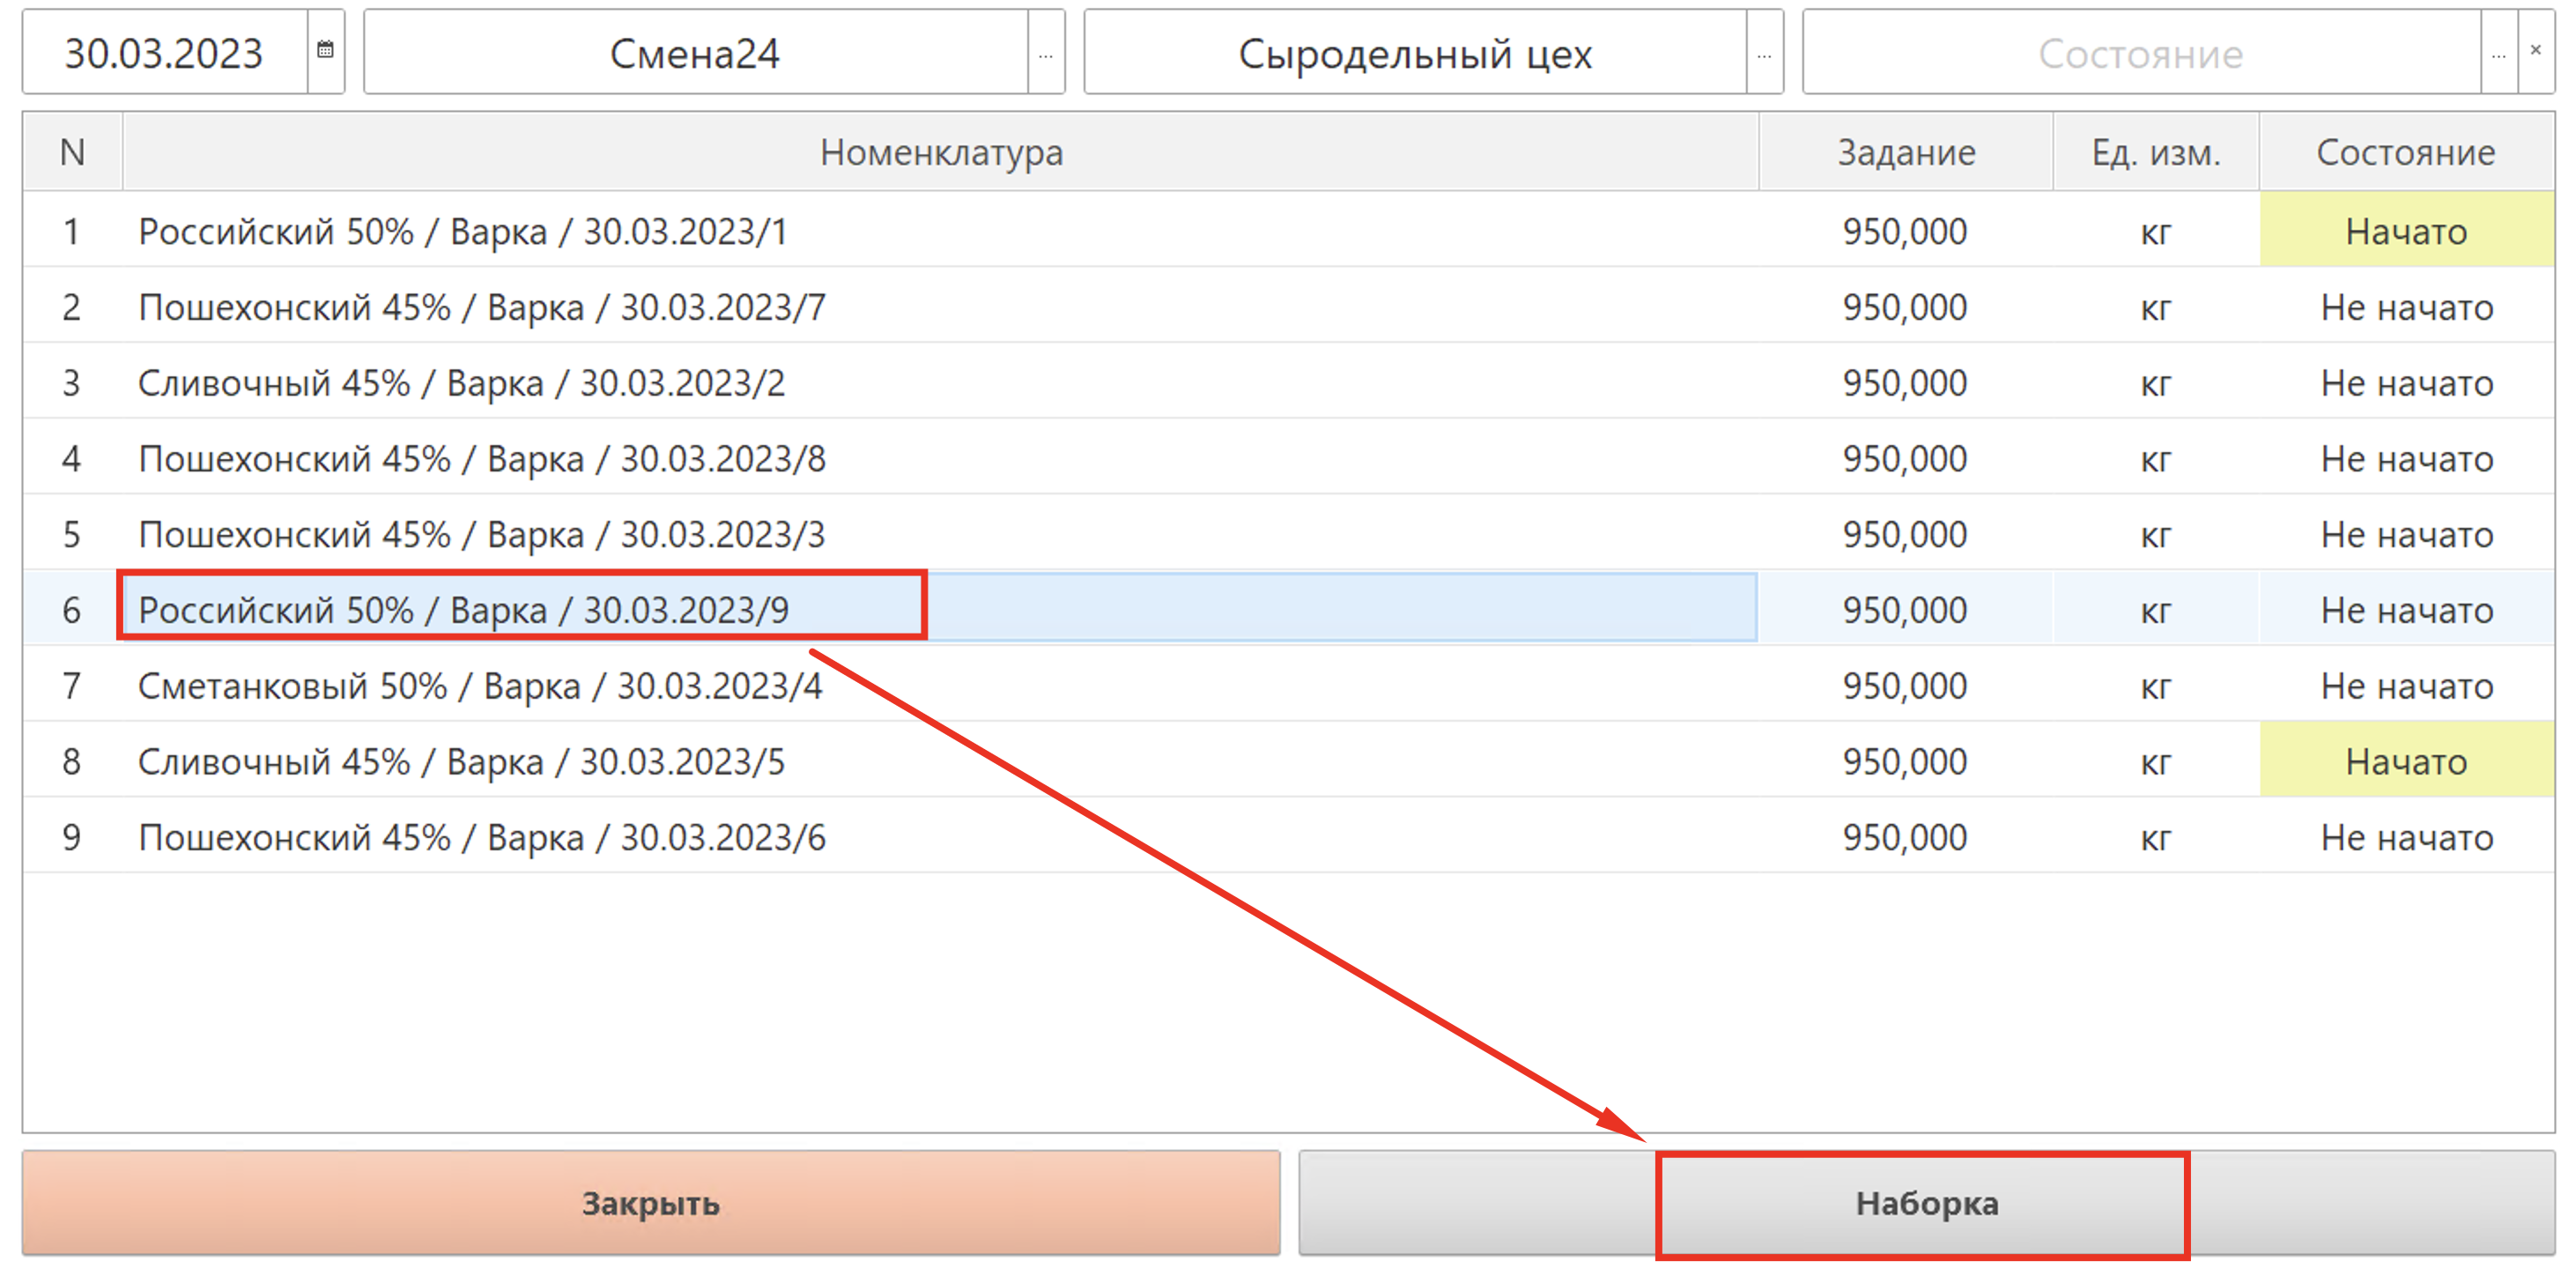 30.03.2023 Смена24 ... Сыродельный цех ... Состояние ... ×
N Номенклатура Задание Ед. изм. Состояние
1 Российский 50% / Варка / 30.03.2023/1 950,000 кг Начато
2 Пошехонский 45% / Варка / 30.03.2023/7 950,000 кг Не начато
3 Сливочный 45% / Варка / 30.03.2023/2 950,000 кг Не начато
4 Пошехонский 45% / Варка / 30.03.2023/8 950,000 кг Не начато
5 Пошехонский 45% / Варка / 30.03.2023/3 950,000 кг Не начато
6 Российский 50% / Варка / 30.03.2023/9 950,000 кг Не начато
7 Сметанковый 50% / Варка / 30.03.2023/4 950,000 кг Не начато
8 Сливочный 45% / Варка / 30.03.2023/5 950,000 кг Начато
9 Пошехонский 45% / Варка / 30.03.2023/6 950,000 кг Не начато
Закрыть Наборка